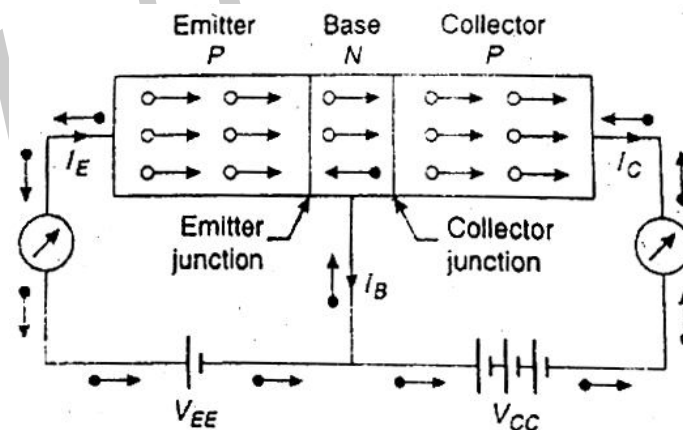 Emitter Base Collector
P N P
I_E I_C
Emitter junction
Collector junction
I_B
V_EE V_CC